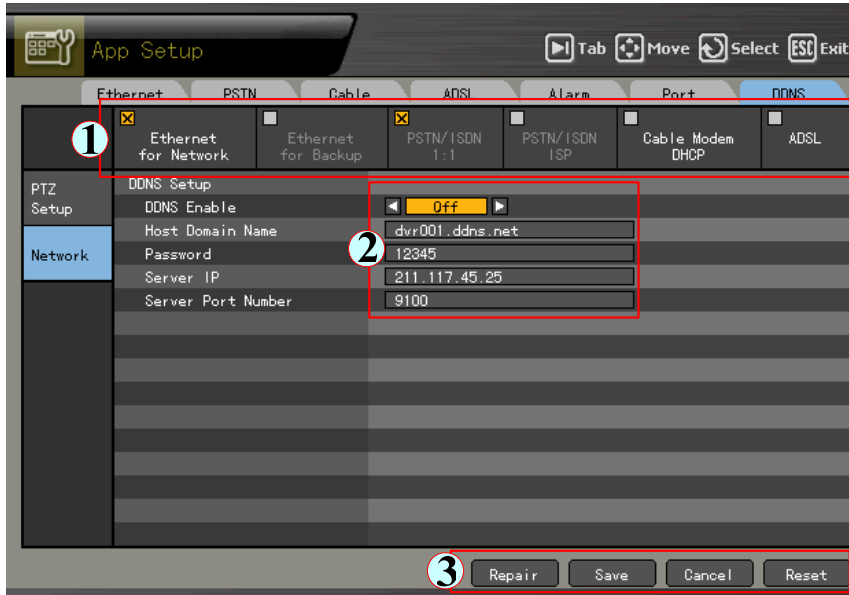 App Setup
Tab Move Select ESC Exit
Ethernet PSTN Cable ADSL Alarm Port DDNS
1
Ethernet for Network
Ethernet for Backup
PSTN/ISDN 1:1
PSTN/ISDN ISP
Cable Modem DHCP
ADSL
PTZ Setup
Network
DDNS Setup
DDNS Enable Off
2
Host Domain Name dvr001.ddns.net
Password 12345
Server IP 211.117.45.25
Server Port Number 9100
3
Repair Save Cancel Reset